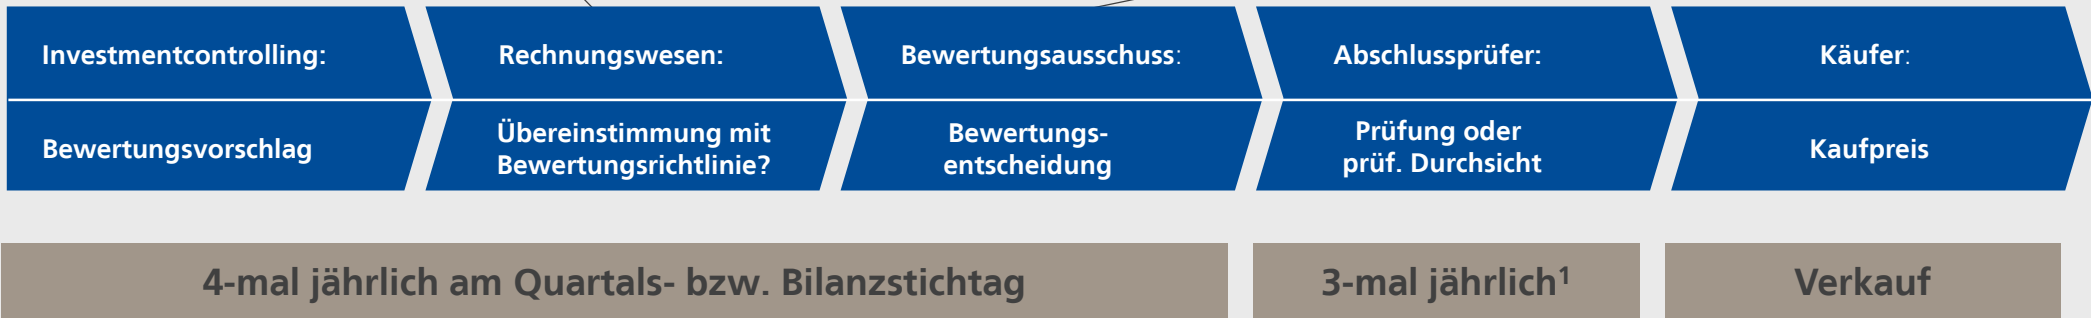 Investmentcontrolling:
Bewertungsvorschlag
Rechnungswesen:
Übereinstimmung mit
Bewertungsrichtlinie?
Bewertungsausschuss:
Bewertungs-
entscheidung
Abschlussprüfer:
Prüfung oder
prüf. Durchsicht
Käufer:
Kaufpreis
4-mal jährlich am Quartals- bzw. Bilanzstichtag
3-mal jährlich¹
Verkauf